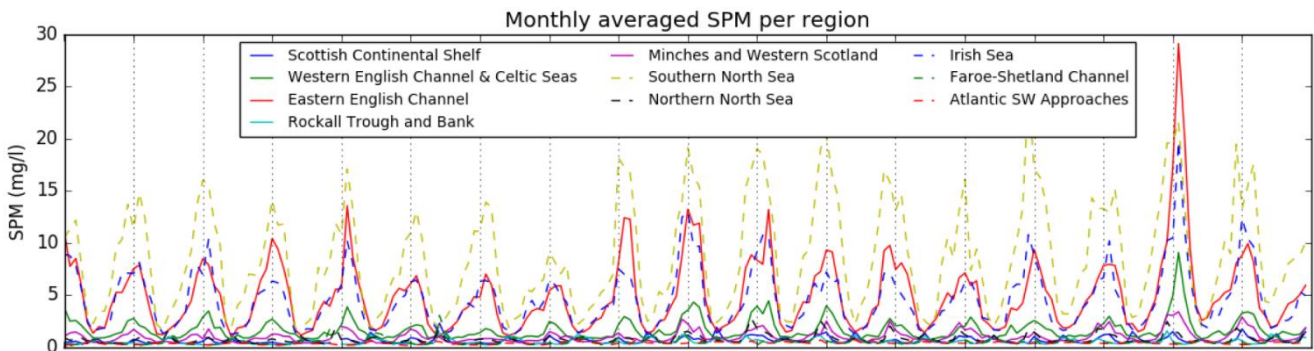 Monthly averaged SPM per region
30
25
20
15
10
5
0
SPM (mg/l)
Scottish Continental Shelf
Western English Channel & Celtic Seas
Eastern English Channel
Rockall Trough and Bank
Minches and Western Scotland
Southern North Sea
Northern North Sea
Irish Sea
Faroe-Shetland Channel
Atlantic SW Approaches